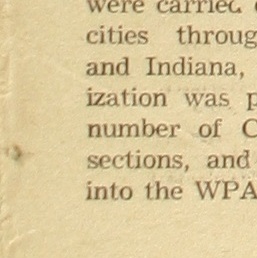 were carried
cities throug
and Indiana,
ization was p
number of C
sections, and
into the WPA